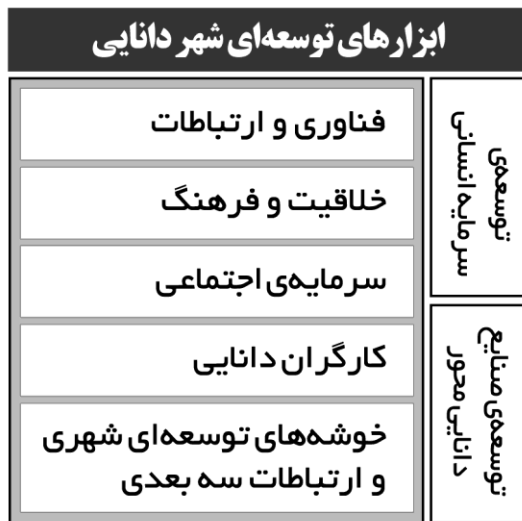 ابزارهای توسعه‌ای شهر دانایی
توسعه‌ی
سرمایه انسانی
فناوری و ارتباطات
خلاقیت و فرهنگ
سرمایه‌ی اجتماعی
توسعه‌ی صنایع
دانایی محور
کارگران دانایی
خوشه‌های توسعه‌ای شهری
و ارتباطات سه بعدی